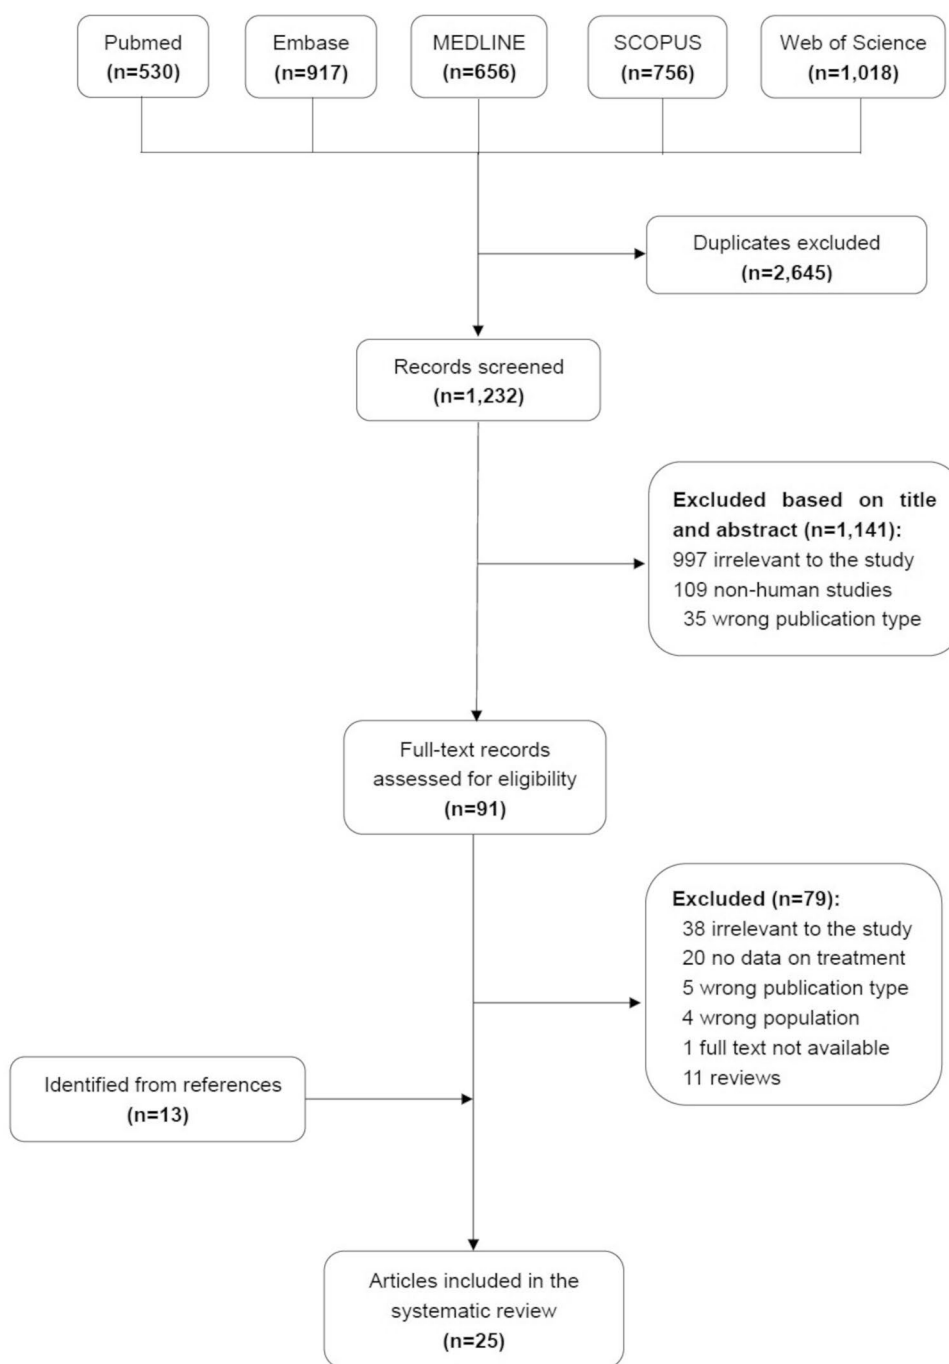 Pubmed
(n=530)
Embase
(n=917)
MEDLINE
(n=656)
SCOPUS
(n=756)
Web of Science
(n=1,018)
Duplicates excluded
(n=2,645)
Records screened
(n=1,232)
Excluded based on title
and abstract (n=1,141):
997 irrelevant to the study
109 non-human studies
35 wrong publication type
Full-text records
assessed for eligibility
(n=91)
Excluded (n=79):
38 irrelevant to the study
20 no data on treatment
5 wrong publication type
4 wrong population
1 full text not available
11 reviews
Identified from references
(n=13)
Articles included in the
systematic review
(n=25)